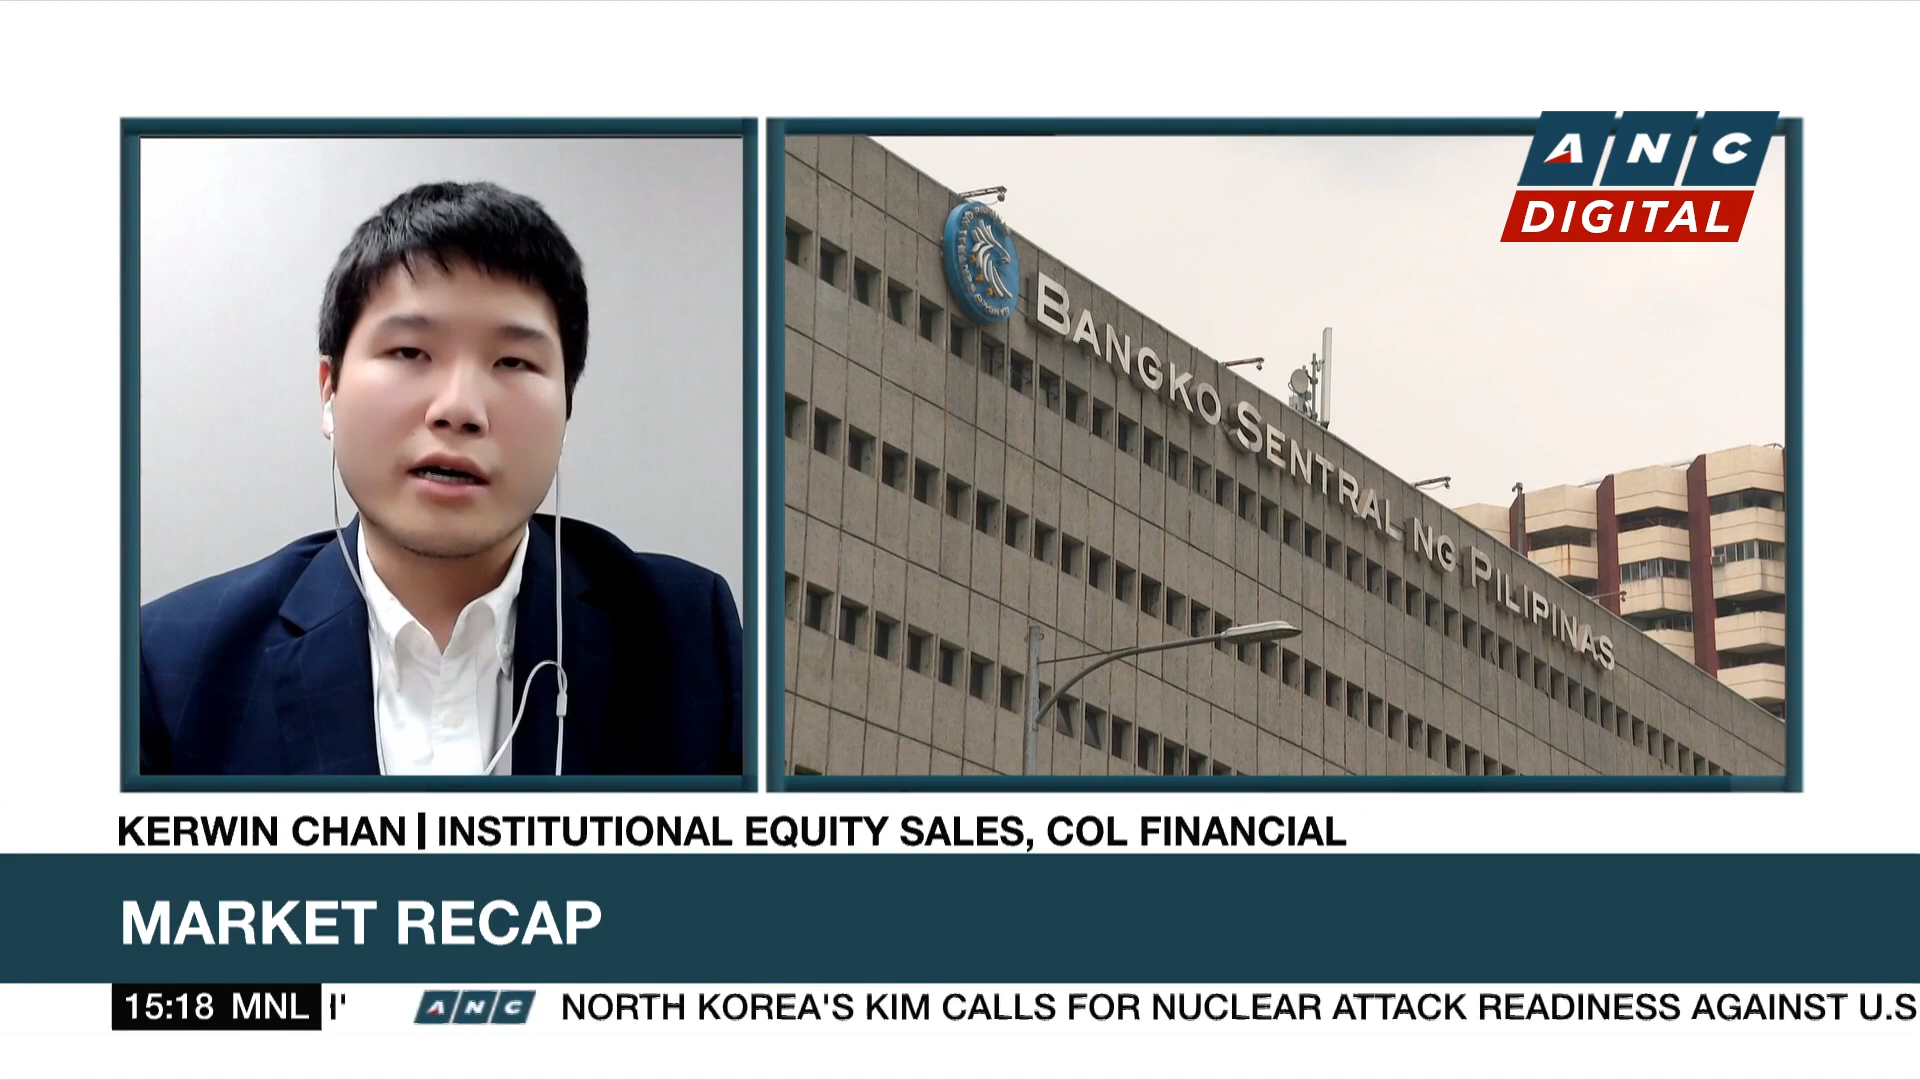 ANC
DIGITAL
BANGKO SENTRAL NG PILIPINAS
KERWIN CHAN | INSTITUTIONAL EQUITY SALES, COL FINANCIAL
MARKET RECAP
15:18 MNL
ANC NORTH KOREA'S KIM CALLS FOR NUCLEAR ATTACK READINESS AGAINST U.S